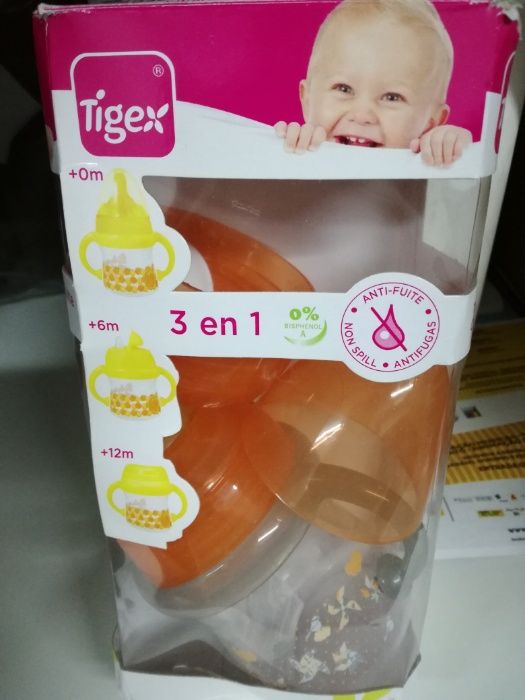 Tigex®
+0m
+6m
+12m
3 en 1
0%
BISPHENOL
A
ANTI-FUITE
NON SPILL • ANTIFUGAS